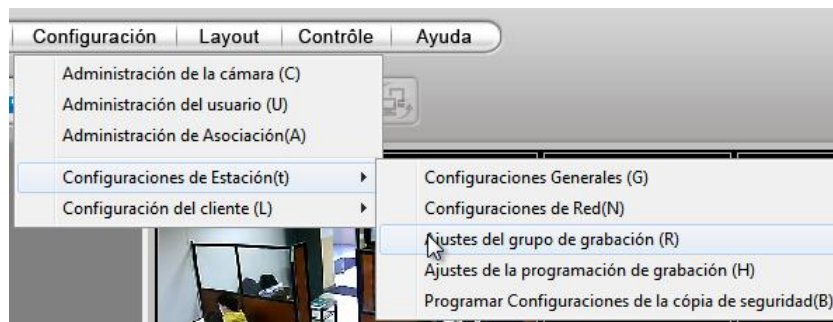 Configuración Layout Contrôle Ayuda
Administración de la cámara (C)
Administración del usuario (U)
Administración de Asociación(A)
Configuraciones de Estación(t)
Configuración del cliente (L)
Configuraciones Generales (G)
Configuraciones de Red(N)
Ajustes del grupo de grabación (R)
Ajustes de la programación de grabación (H)
Programar Configuraciones de la cópia de seguridad(B)